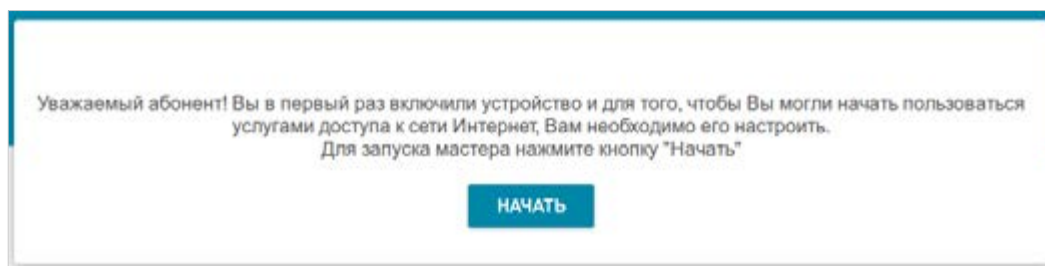 Уважаемый абонент! Вы в первый раз включили устройство и для того, чтобы Вы могли начать пользоваться
услугами доступа к сети Интернет, Вам необходимо его настроить.
Для запуска мастера нажмите кнопку "Начать"
НАЧАТЬ